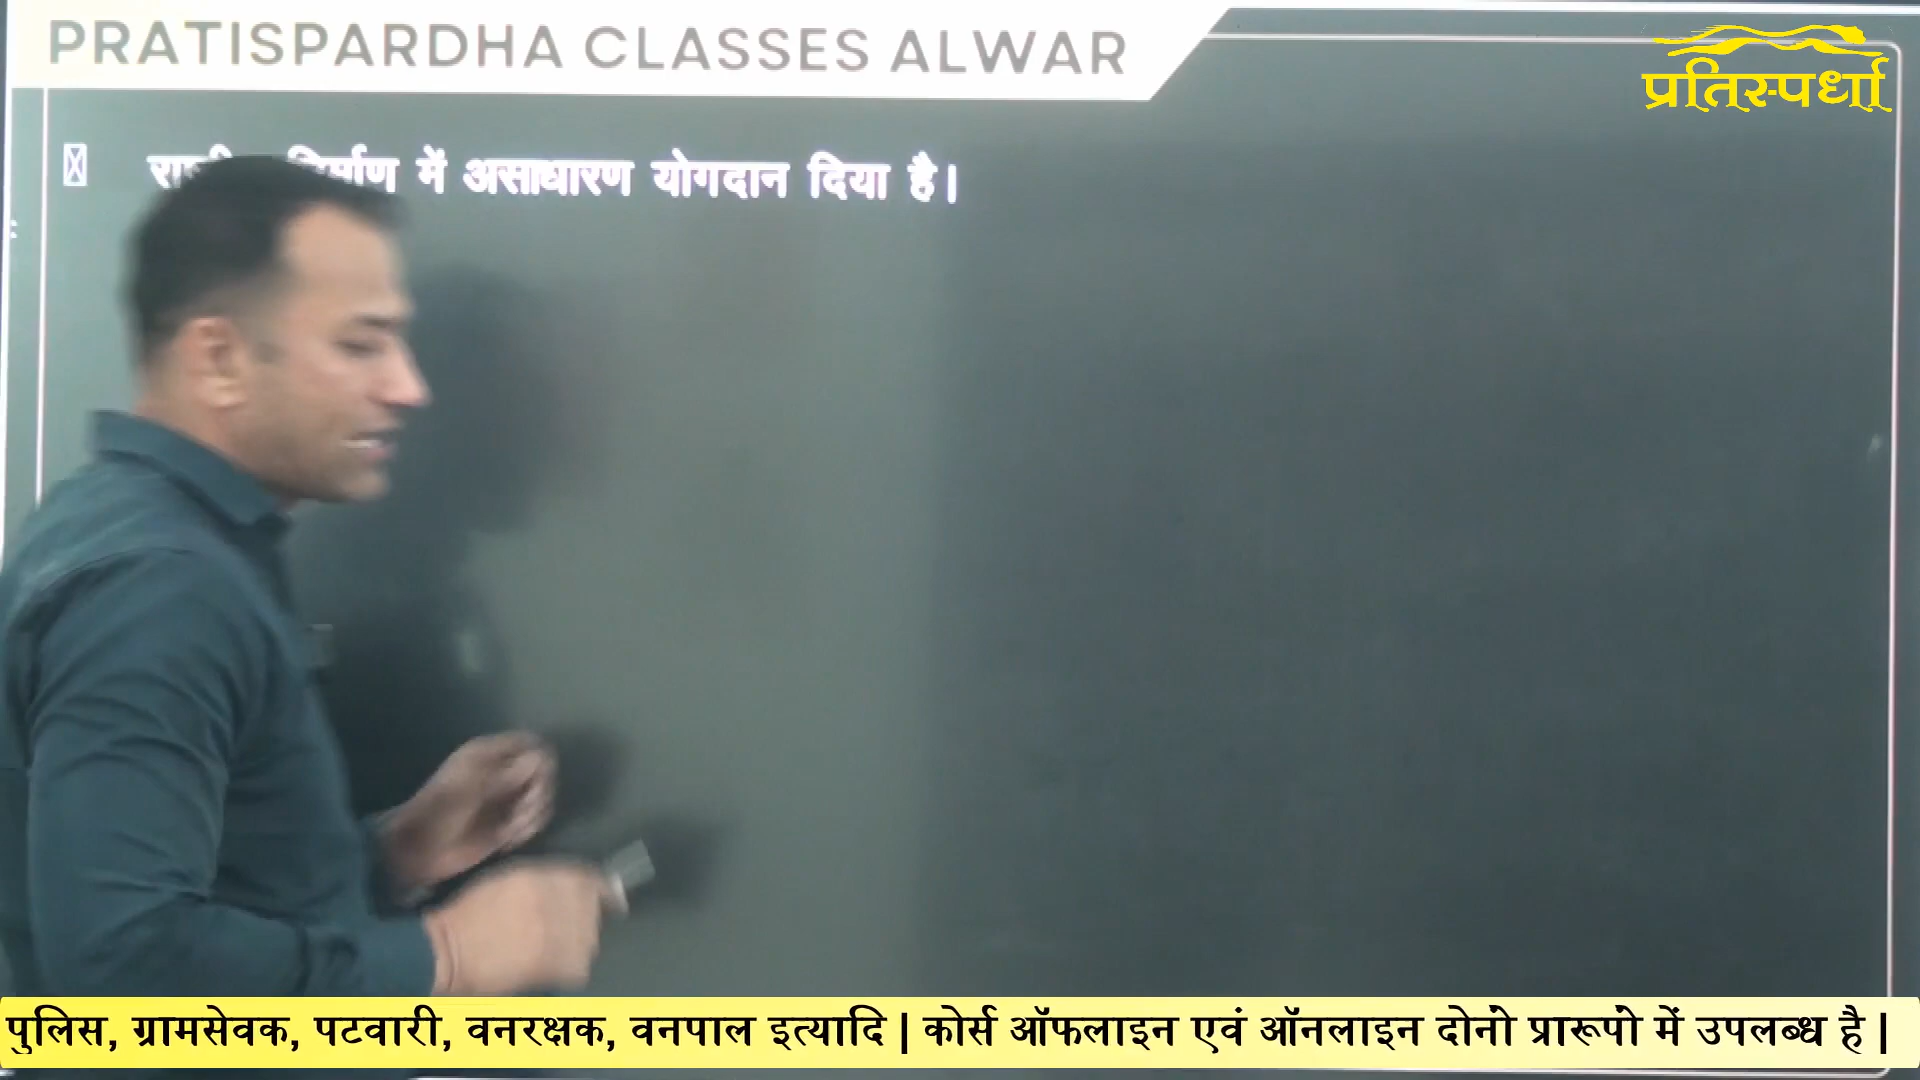 PRATISPARDHA CLASSES ALWAR
प्रतिस्पर्धा
में असाधारण योगदान दिया है।
पुलिस, ग्रामसेवक, पटवारी, वनरक्षक, वनपाल इत्यादि | कोर्स ऑफलाइन एवं ऑनलाइन दोनो प्रारूपो में उपलब्ध है |